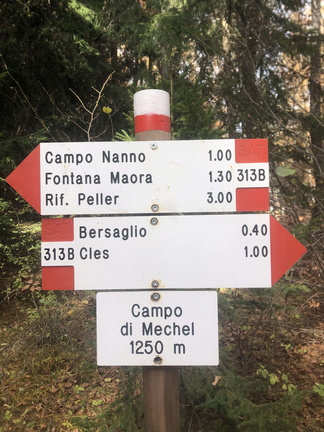 Campo Nanno 1.00
Fontana Maora 1.30 313B
Rif. Peller 3.00
Bersaglio 0.40
313B Cles 1.00
Campo
di Mechel
1250 m